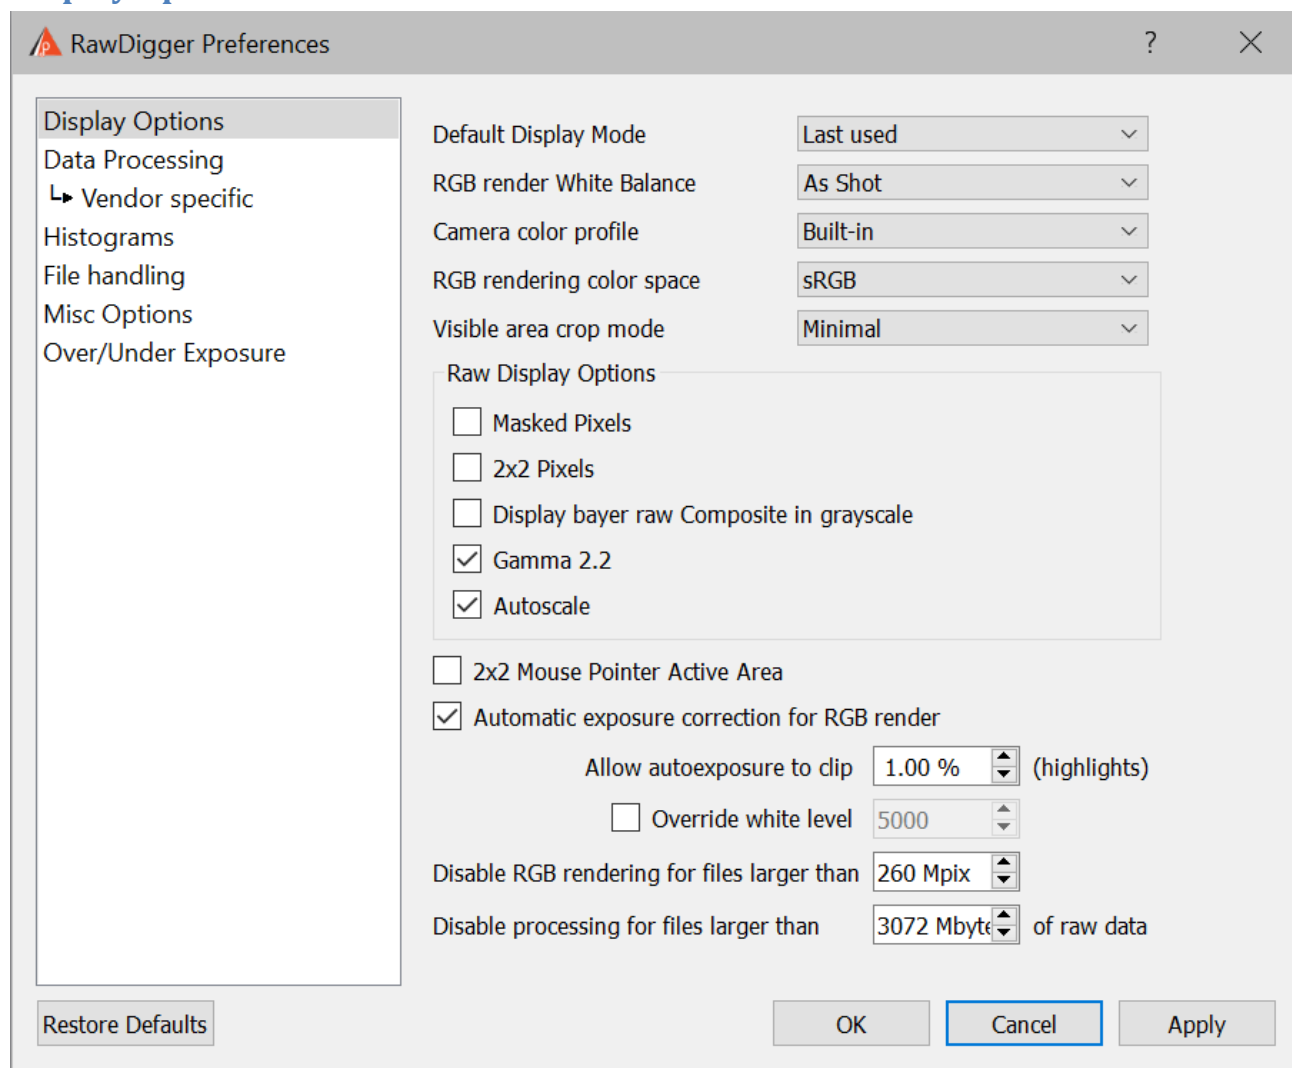 RawDigger Preferences ?
Display Options
Data Processing
Vendor specific
Histograms
File handling
Misc Options
Over/Under Exposure
Default Display Mode Last used
RGB render White Balance As Shot
Camera color profile Built-in
RGB rendering color space sRGB
Visible area crop mode Minimal
Raw Display Options
Masked Pixels
2x2 Pixels
Display bayer raw Composite in grayscale
Gamma 2.2
Autoscale
2x2 Mouse Pointer Active Area
Automatic exposure correction for RGB render
Allow autoexposure to clip 1.00 % (highlights)
Override white level 5000
Disable RGB rendering for files larger than 260 Mpix
Disable processing for files larger than 3072 Mbyte of raw data
Restore Defaults OK Cancel Apply